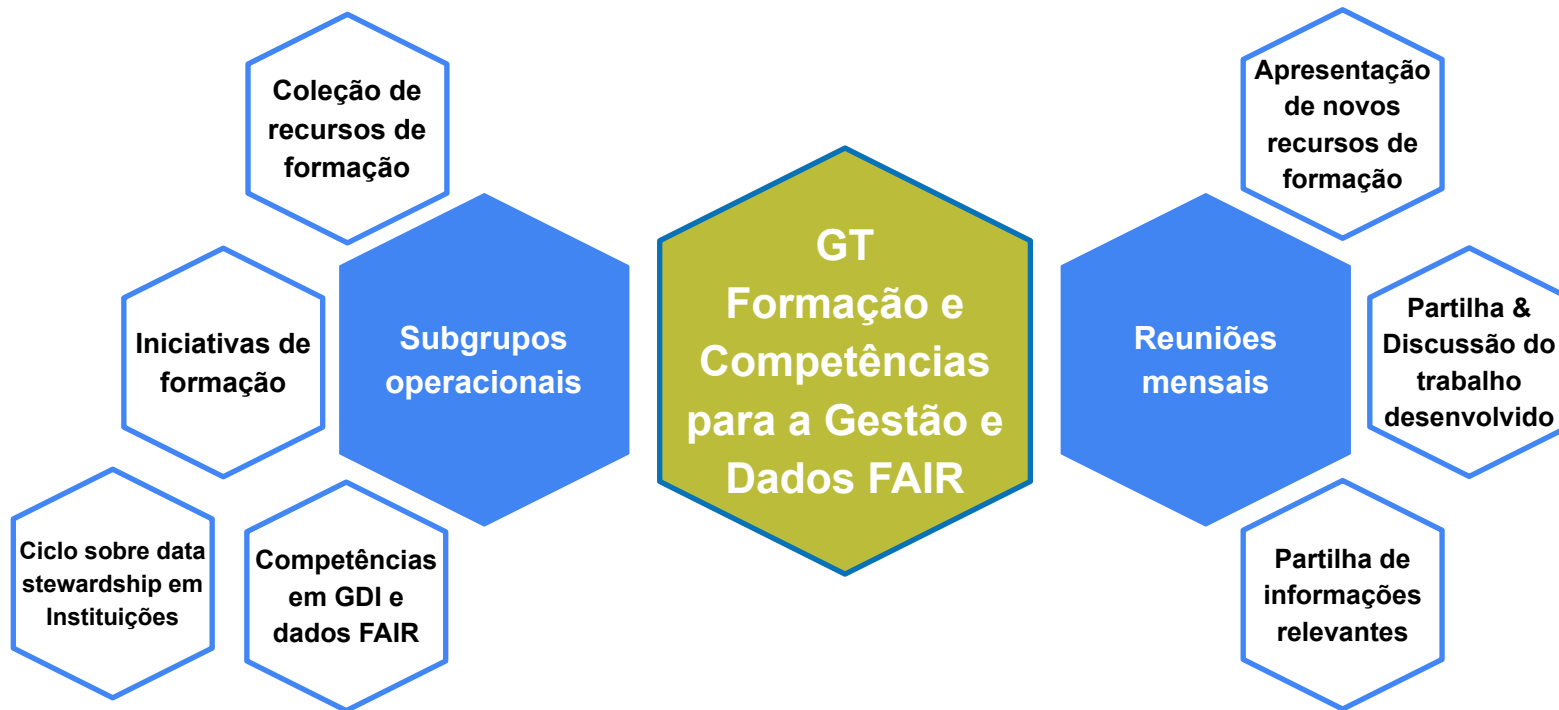 Coleção de
recursos de
formação
Iniciativas de
formação
Subgrupos
operacionais
Ciclo sobre data
stewardship em
Instituições
Competências
em GDI e
dados FAIR
GT
Formação e
Competências
para a Gestão e
Dados FAIR
Reuniões
mensais
Apresentação
de novos
recursos de
formação
Partilha &
Discussão do
trabalho
desenvolvido
Partilha de
informações
relevantes